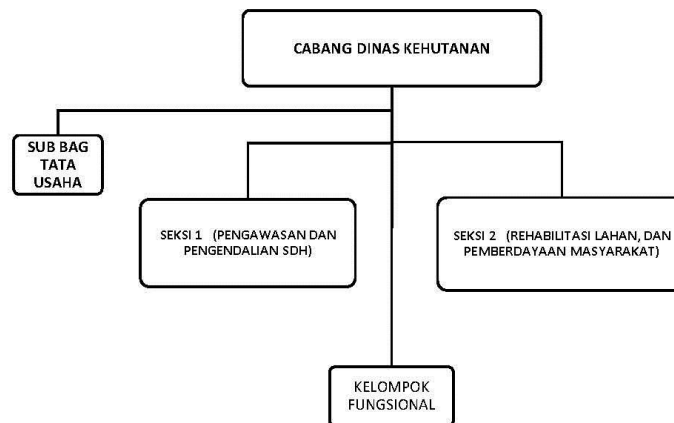 CABANG DINAS KEHUTANAN
SUB BAG
TATA
USAHA
SEKSI 1 (PENGAWASAN DAN
PENGENDALIAN SDH)
SEKSI 2 (REHABILITASI LAHAN, DAN
PEMBERDAYAAN MASYARAKAT)
KELOMPOK
FUNGSIONAL